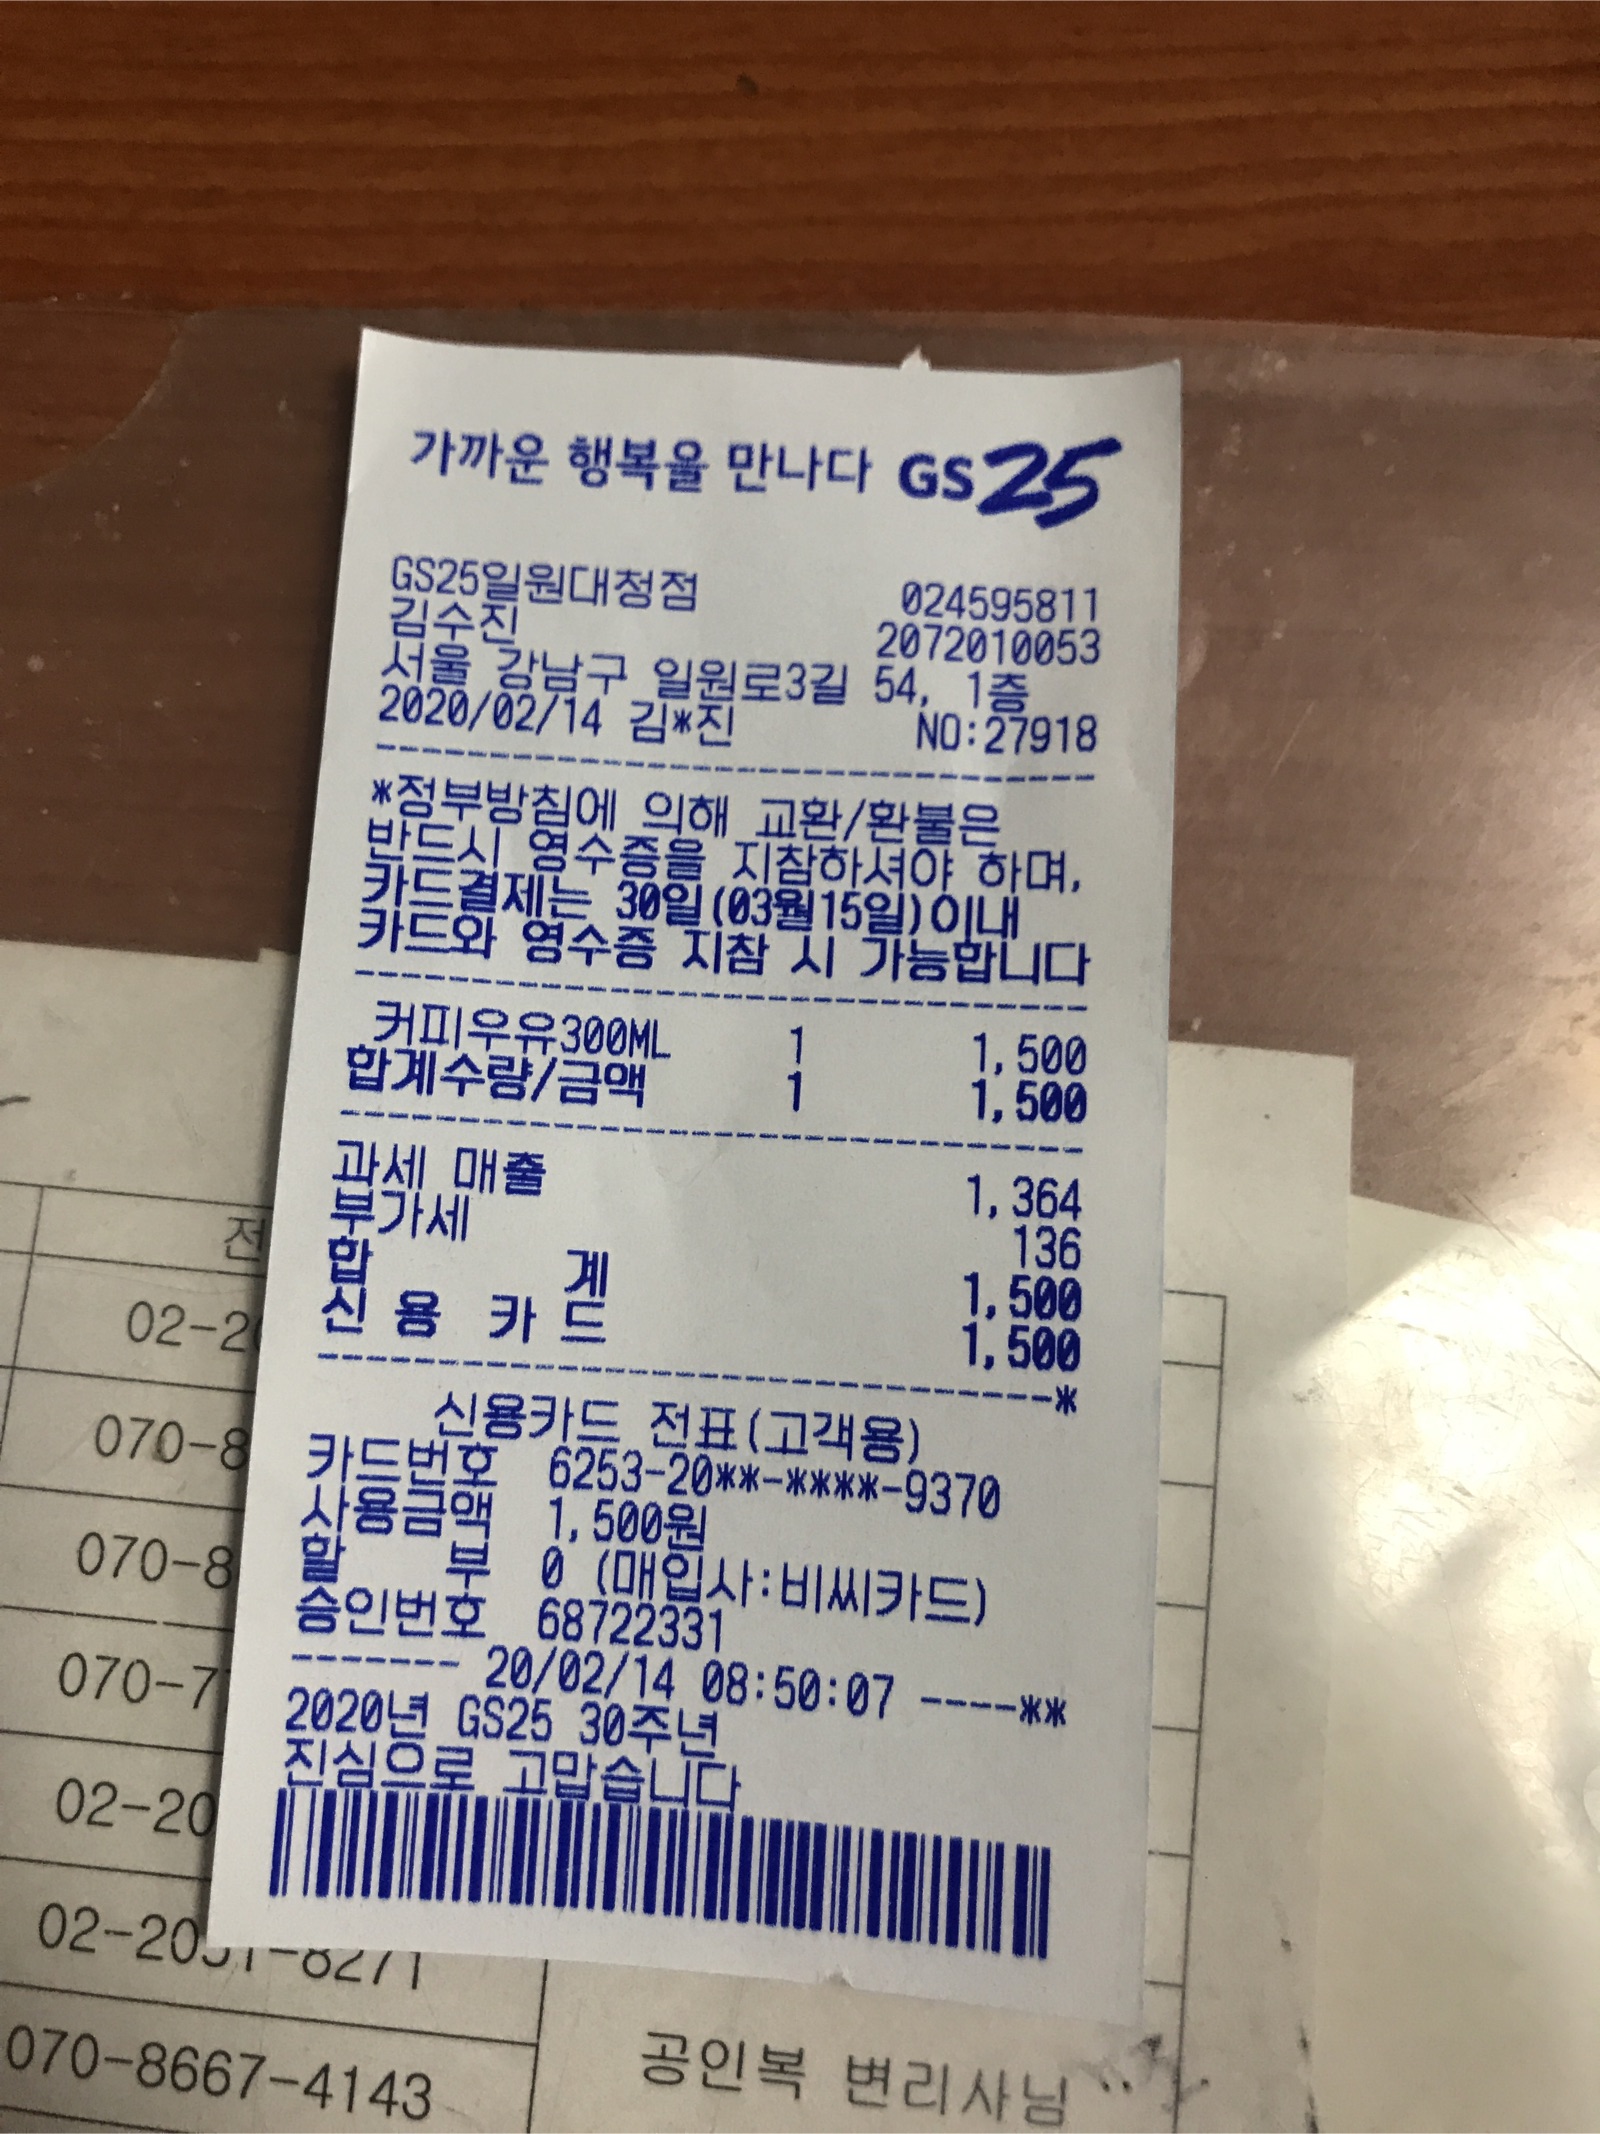 가까운 행복을 만나다 GS25
GS25일원대청점 024595811
김수진 2072010053
서울 강남구 일원로3길 54, 1층
2020/02/14 김*진 NO:27918
*정부방침에 의해 교환/환불은
반드시 영수증을 지참하셔야 하며,
카드결제는 30일(03월15일)이내
카드와 영수증 지참 시 가능합니다
커피우유300ML 1 1,500
합계수량/금액 1 1,500
과세 매출 1,364
부가세 136
합 계 1,500
신 용 카 드 1,500
-*
신용카드 전표(고객용)
카드번호 6253-20**-****-9370
사용금액 1,500원
할 부 0 (매입사:비씨카드)
승인번호 68722331
------- 20/02/14 08:50:07 ----**
2020년 GS25 30주년
진심으로 고맙습니다
전
02-20
070-8
070-8
070-7
02-20
02-2051-8271
070-8667-4143
공인복 변리사님